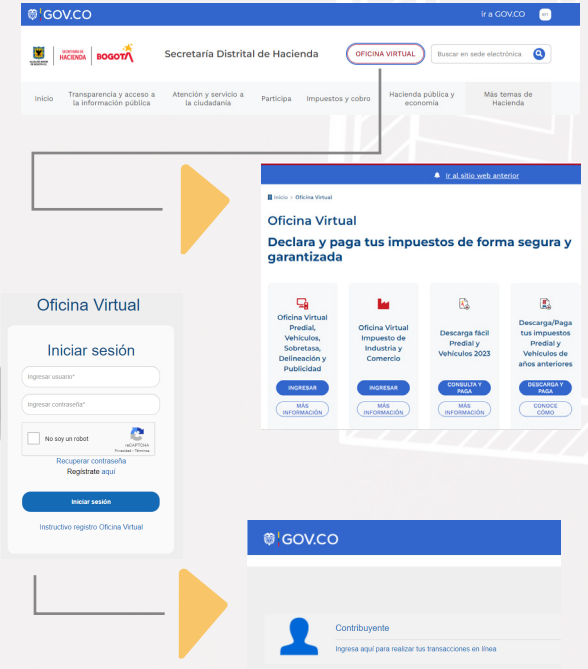 GOV.CO
ir a GOV.CO
en
SECRETARÍA DE
HACIENDA
BOGOTÁ
Secretaría Distrital de Hacienda
OFICINA VIRTUAL
Buscar en sede electrónica
Inicio
Transparencia y acceso a
la información pública
Atención y servicio a
la ciudadanía
Participa
Impuestos y cobro
Hacienda pública y
economía
Más temas de
Hacienda
Ir al sitio web anterior
Inicio > Oficina Virtual
Oficina Virtual
Declara y paga tus impuestos de forma segura y
garantizada
Oficina Virtual
Predial,
Vehículos,
Sobretasa,
Delineación y
Publicidad
INGRESAR
MÁS
INFORMACIÓN
Oficina Virtual
Impuesto de
Industria y
Comercio
INGRESAR
MÁS
INFORMACIÓN
Descarga fácil
Predial y
Vehículos 2023
CONSULTA Y
PAGA
MÁS
INFORMACIÓN
Descarga/Paga
tus impuestos
Predial y
Vehículos de
años anteriores
DESCARGA Y
PAGA
CONOCE
CÓMO
Oficina Virtual
Iniciar sesión
Ingresar usuario*
Ingresar contraseña*
No soy un robot
reCAPTCHA
Privacidad - Términos
Recuperar contraseña
Regístrate aquí
Iniciar sesión
Instructivo registro Oficina Virtual
GOV.CO
Contribuyente
Ingresa aquí para realizar tus transacciones en línea